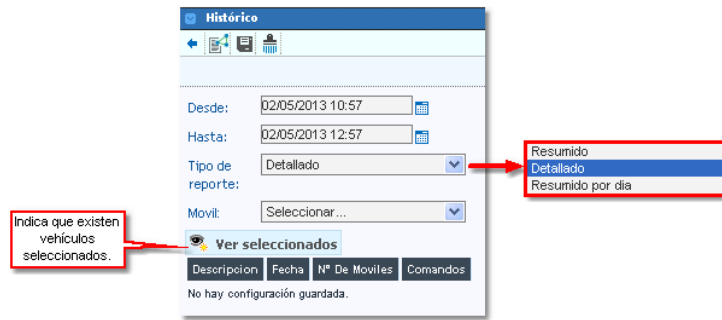 Histórico
Desde:
02/05/2013 10:57
Hasta:
02/05/2013 12:57
Tipo de reporte:
Detallado
Resumido
Detallado
Resumido por dia
Movil:
Seleccionar...
Indica que existen
vehículos
seleccionados.
Ver seleccionados
Descripcion Fecha Nº De Moviles Comandos
No hay configuración guardada.